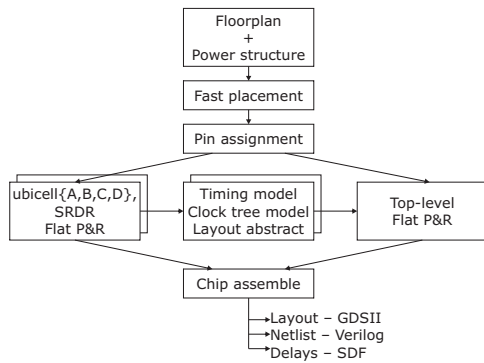 Floorplan
+
Power structure
Fast placement
Pin assignment
ubicell{A,B,C,D},
SRDR
Flat P&R
Timing model
Clock tree model
Layout abstract
Top-level
Flat P&R
Chip assemble
Layout – GDSII
Netlist – Verilog
Delays – SDF